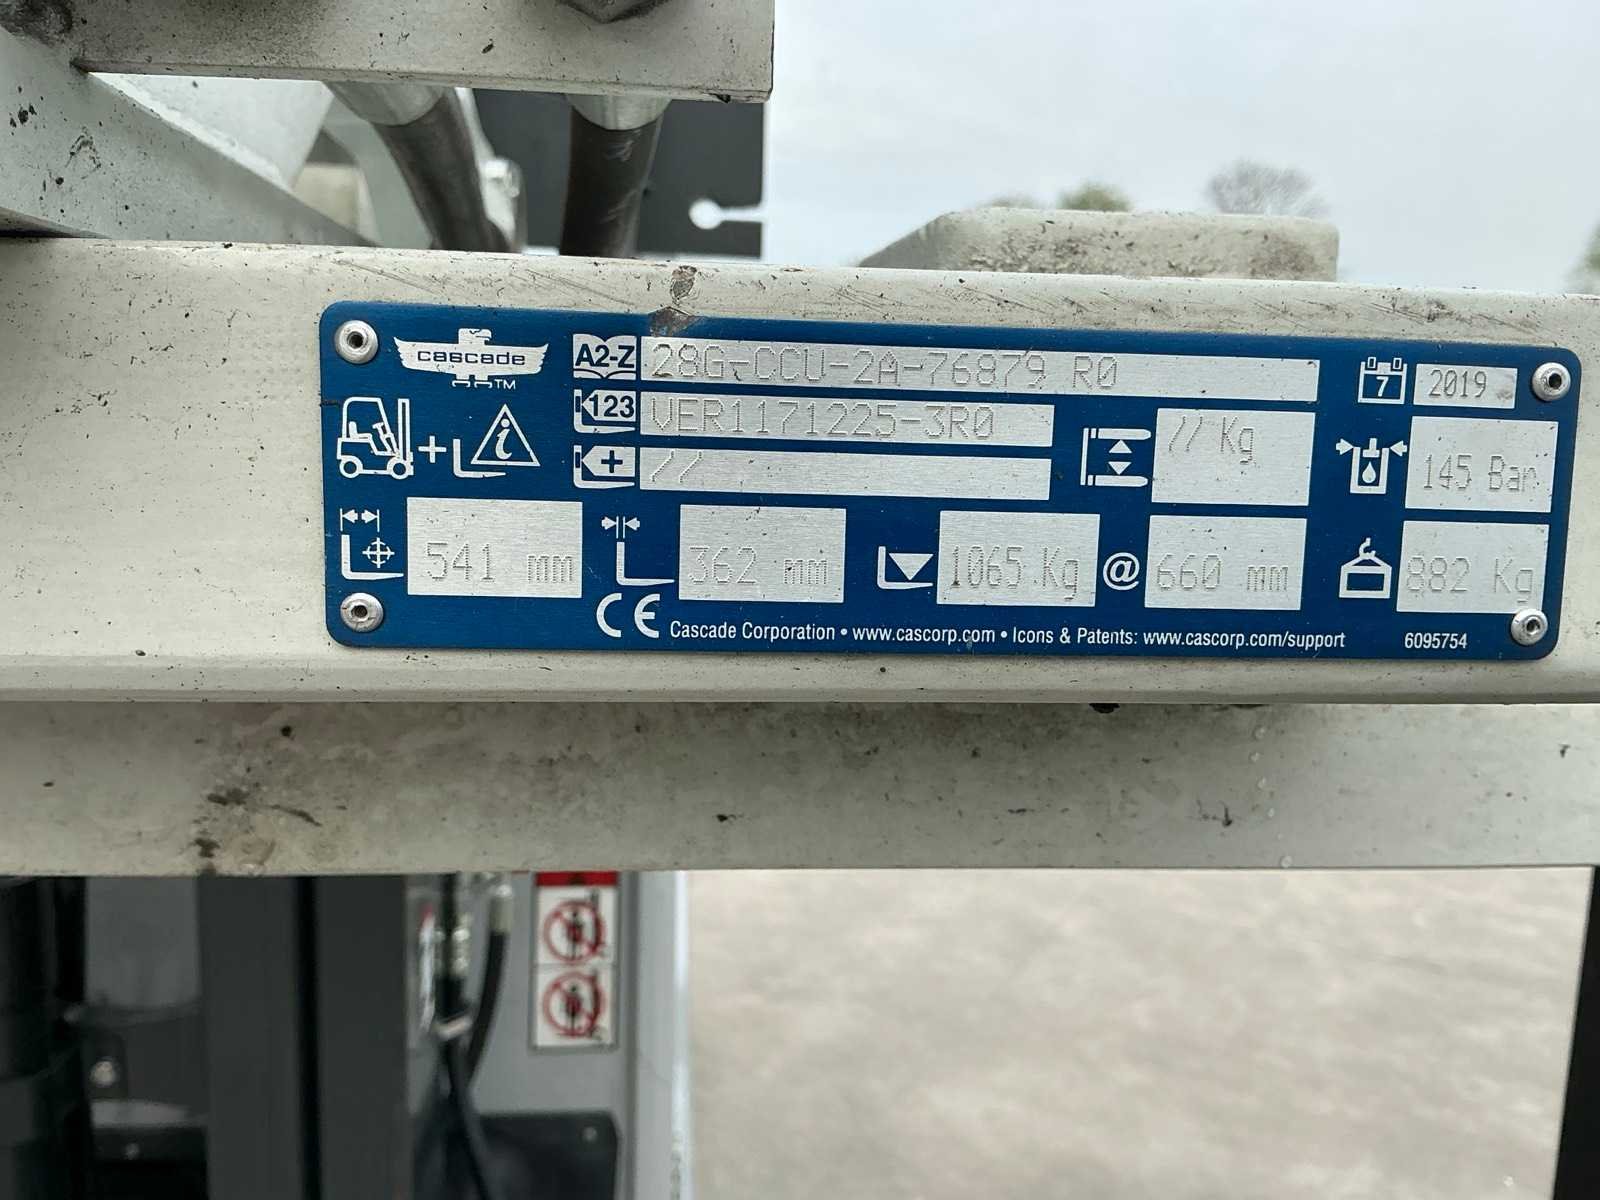 cascade TM
A2-Z 28G-CCU-2A-76879 R0
7 2019
123 VER1171225-3R0
// Kg
145 Bar
//
541 mm
362 mm
1065 Kg @ 660 mm
882 Kg
CE Cascade Corporation • www.cascorp.com • Icons & Patents: www.cascorp.com/support 6095754